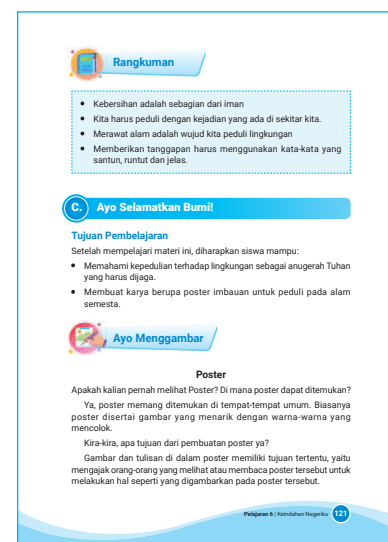 Rangkuman
• Kebersihan adalah sebagian dari iman
• Kita harus peduli dengan kejadian yang ada di sekitar kita.
• Merawat alam adalah wujud kita peduli lingkungan
• Memberikan tanggapan harus menggunakan kata-kata yang
santun, runtut dan jelas.
C. Ayo Selamatkan Bumi!
Tujuan Pembelajaran
Setelah mempelajari materi ini, diharapkan siswa mampu:
• Memahami kepedulian terhadap lingkungan sebagai anugerah Tuhan
yang harus dijaga.
• Membuat karya berupa poster imbauan untuk peduli pada alam
semesta.
Ayo Menggambar
Poster
Apakah kalian pernah melihat Poster? Di mana poster dapat ditemukan?
Ya, poster memang ditemukan di tempat-tempat umum. Biasanya
poster disertai gambar yang menarik dengan warna-warna yang
mencolok.
Kira-kira, apa tujuan dari pembuatan poster ya?
Gambar dan tulisan di dalam poster memiliki tujuan tertentu, yaitu
mengajak orang-orang yang melihat atau membaca poster tersebut untuk
melakukan hal seperti yang digambarkan pada poster tersebut.
Pelajaran 6 | Keindahan Negeriku 121